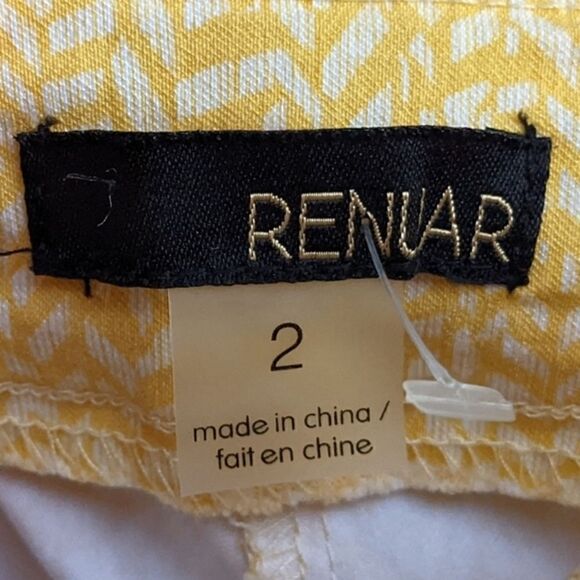 RENUAR
2
made in china /
fait en chine